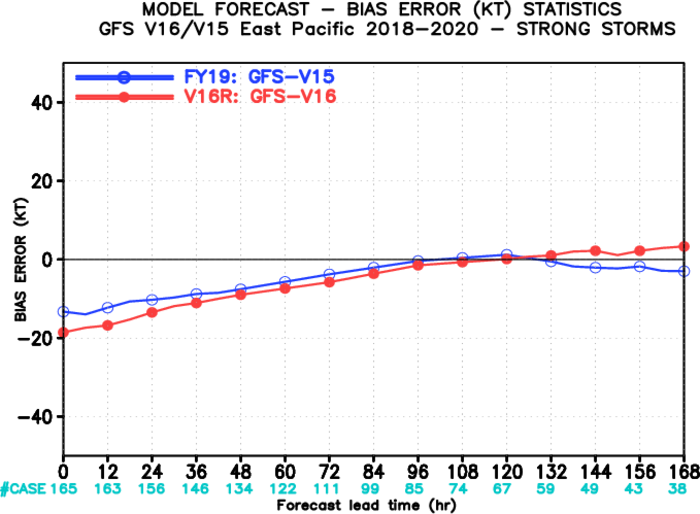 MODEL FORECAST – BIAS ERROR (KT) STATISTICS
GFS V16/V15 East Pacific 2018–2020 – STRONG STORMS
FY19: GFS–V15
V16R: GFS–V16
40
20
0
–20
–40
BIAS ERROR (KT)
0 12 24 36 48 60 72 84 96 108 120 132 144 156 168
#CASE 165 163 156 146 134 122 111 99 85 74 67 59 49 43 38
Forecast lead time (hr)